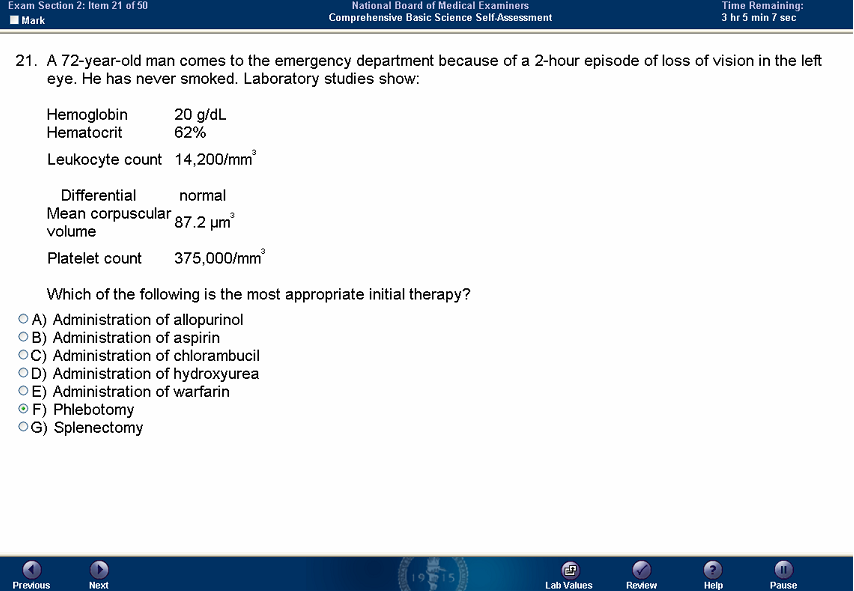 Exam Section 2: Item 21 of 50
National Board of Medical Examiners
Time Remaining:
Mark
Comprehensive Basic Science Self-Assessment
3 hr 5 min 7 sec
21. A 72-year-old man comes to the emergency department because of a 2-hour episode of loss of vision in the left
eye. He has never smoked. Laboratory studies show:
Hemoglobin 20 g/dL
Hematocrit 62%
Leukocyte count 14,200/mm³
Differential normal
Mean corpuscular
volume 87.2 µm³
Platelet count 375,000/mm³
Which of the following is the most appropriate initial therapy?
A) Administration of allopurinol
B) Administration of aspirin
C) Administration of chlorambucil
D) Administration of hydroxyurea
E) Administration of warfarin
F) Phlebotomy
G) Splenectomy
1915
Previous Next Lab Values Review Help Pause